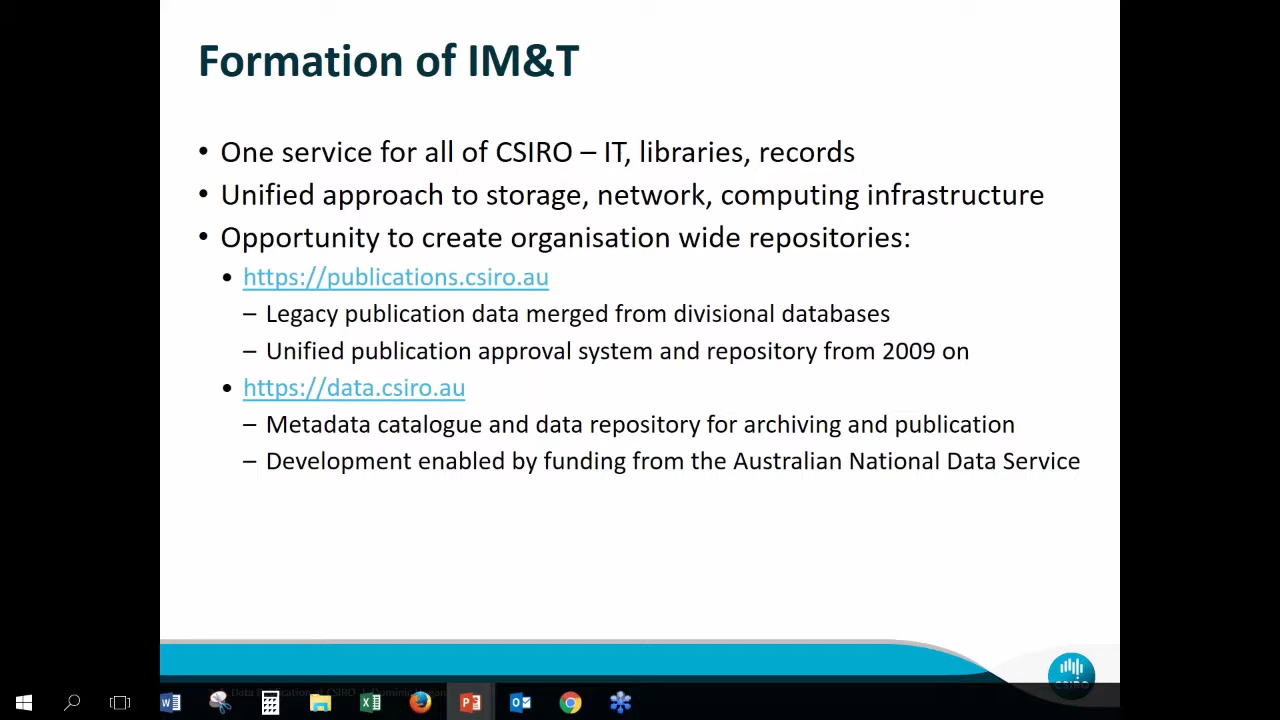 Formation of IM&T
• One service for all of CSIRO – IT, libraries, records
• Unified approach to storage, network, computing infrastructure
• Opportunity to create organisation wide repositories:
• https://publications.csiro.au
– Legacy publication data merged from divisional databases
– Unified publication approval system and repository from 2009 on
• https://data.csiro.au
– Metadata catalogue and data repository for archiving and publication
– Development enabled by funding from the Australian National Data Service
CSIRO